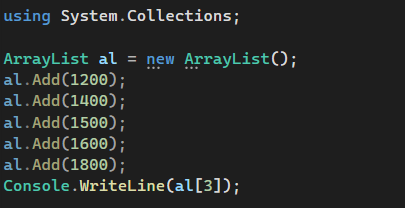 using System.Collections;
ArrayList al = new ArrayList();
al.Add(1200);
al.Add(1400);
al.Add(1500);
al.Add(1600);
al.Add(1800);
Console.WriteLine(al[3]);